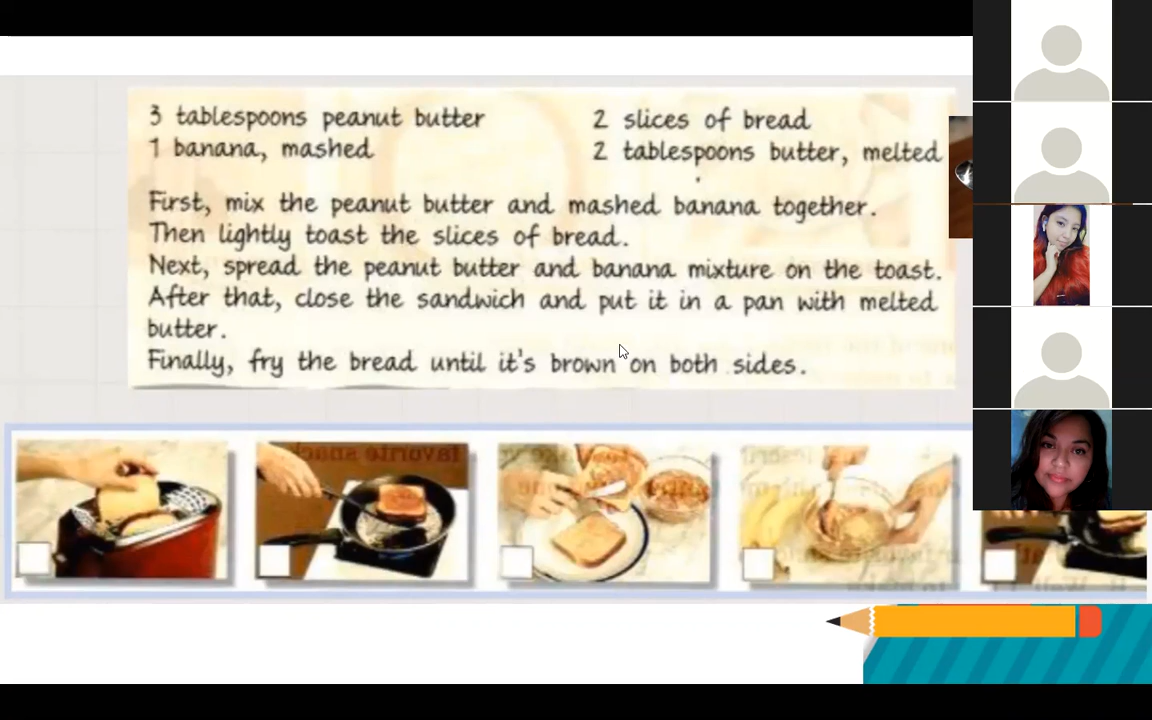 3 tablespoons peanut butter
2 slices of bread
1 banana, mashed
2 tablespoons butter, melted
First, mix the peanut butter and mashed banana together.
Then lightly toast the slices of bread.
Next, spread the peanut butter and banana mixture on the toast.
After that, close the sandwich and put it in a pan with melted
butter.
Finally, fry the bread until it's brown on both sides.